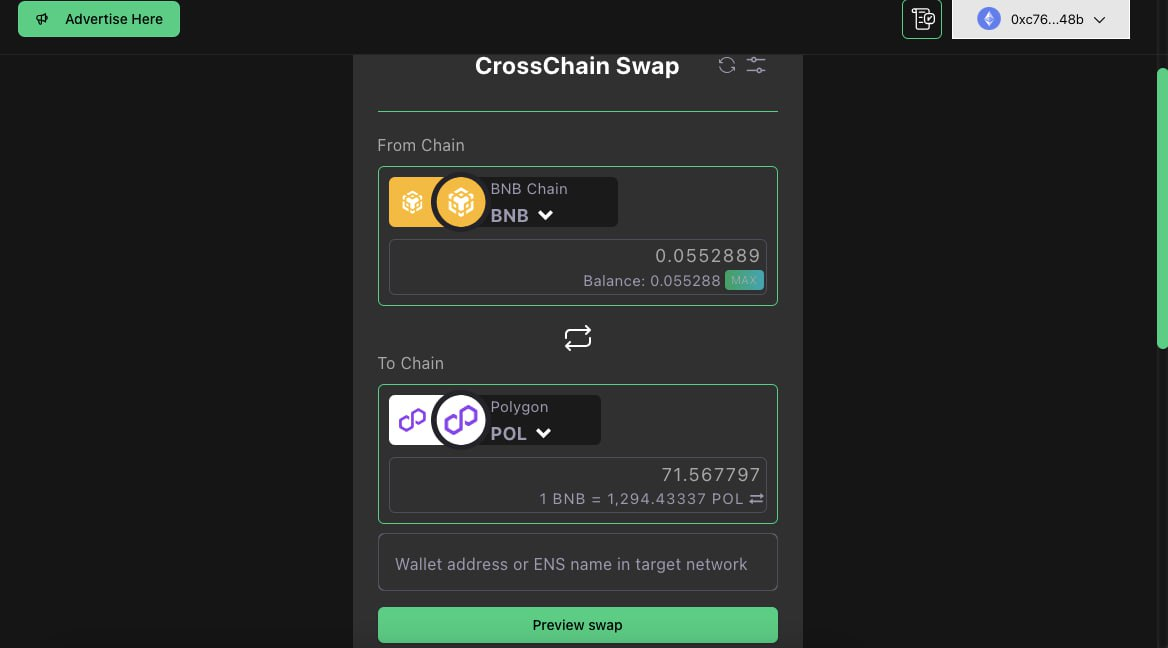 Advertise Here
0xc76...48b
CrossChain Swap
From Chain
BNB Chain
BNB
0.0552889
Balance: 0.055288 MAX
To Chain
Polygon
POL
71.567797
1 BNB = 1,294.43337 POL
Wallet address or ENS name in target network
Preview swap